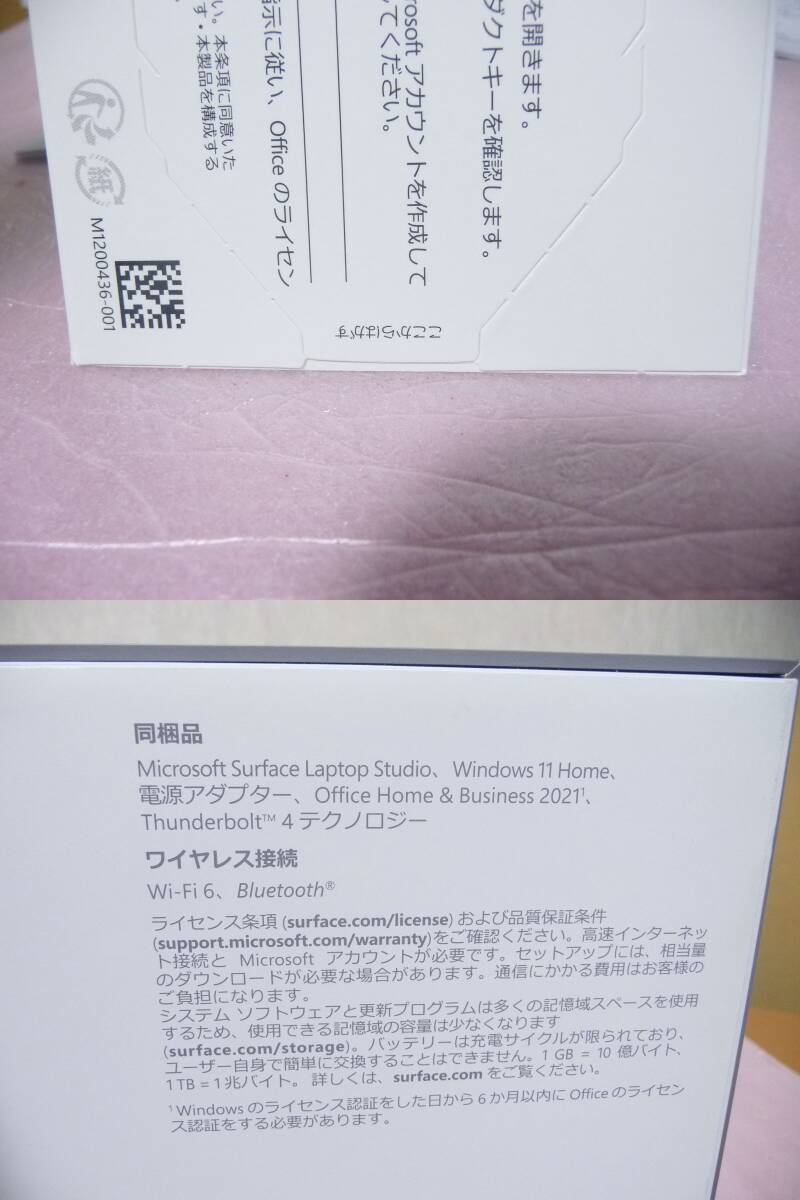 を開きます。
ダクトキーを確認します。
rosoft アカウントを作成して
てください。
指示に従い、Office のライセン
い。本条項に同意いた
す・本製品を構成する
紙
M1200436-001
ここからはがす
同梱品
Microsoft Surface Laptop Studio、Windows 11 Home、
電源アダプター、Office Home & Business 2021¹、
Thunderbolt™ 4 テクノロジー
ワイヤレス接続
Wi-Fi 6、Bluetooth®
ライセンス条項 (surface.com/license) および品質保証条件
(support.microsoft.com/warranty)をご確認ください。高速インターネッ
ト接続と Microsoft アカウントが必要です。セットアップには、相当量
のダウンロードが必要な場合があります。通信にかかる費用はお客様の
ご負担になります。
システム ソフトウェアと更新プログラムは多くの記憶域スペースを使用
するため、使用できる記憶域の容量は少なくなります
(surface.com/storage)。バッテリーは充電サイクルが限られており、
ユーザー自身で簡単に交換することはできません。1 GB = 10 億バイト、
1 TB = 1 兆バイト。 詳しくは、surface.com をご覧ください。
¹ Windows のライセンス認証をした日から 6 か月以内に Office のライセン
ス認証をする必要があります。